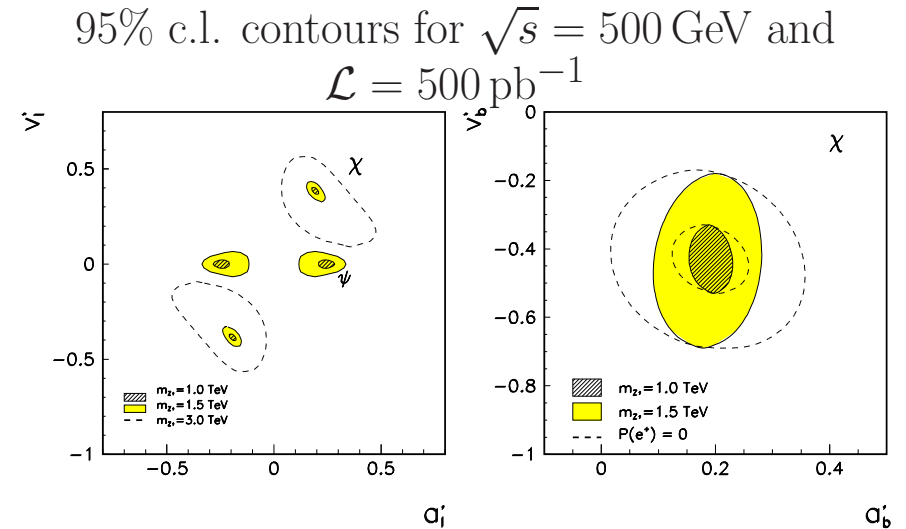 95% c.l. contours for √s = 500 GeV and
ℒ = 500 pb⁻¹
v'ₗ
0.5
0
−0.5
−1
−0.5
0
0.5
a'ₗ
χ
ψ
m_z,=1.0 TeV
m_z,=1.5 TeV
m_z,=3.0 TeV
v'_b
0
−0.2
−0.4
−0.6
−0.8
−1
0
0.2
0.4
a'_b
χ
m_z,=1.0 TeV
m_z,=1.5 TeV
P(e⁺) = 0